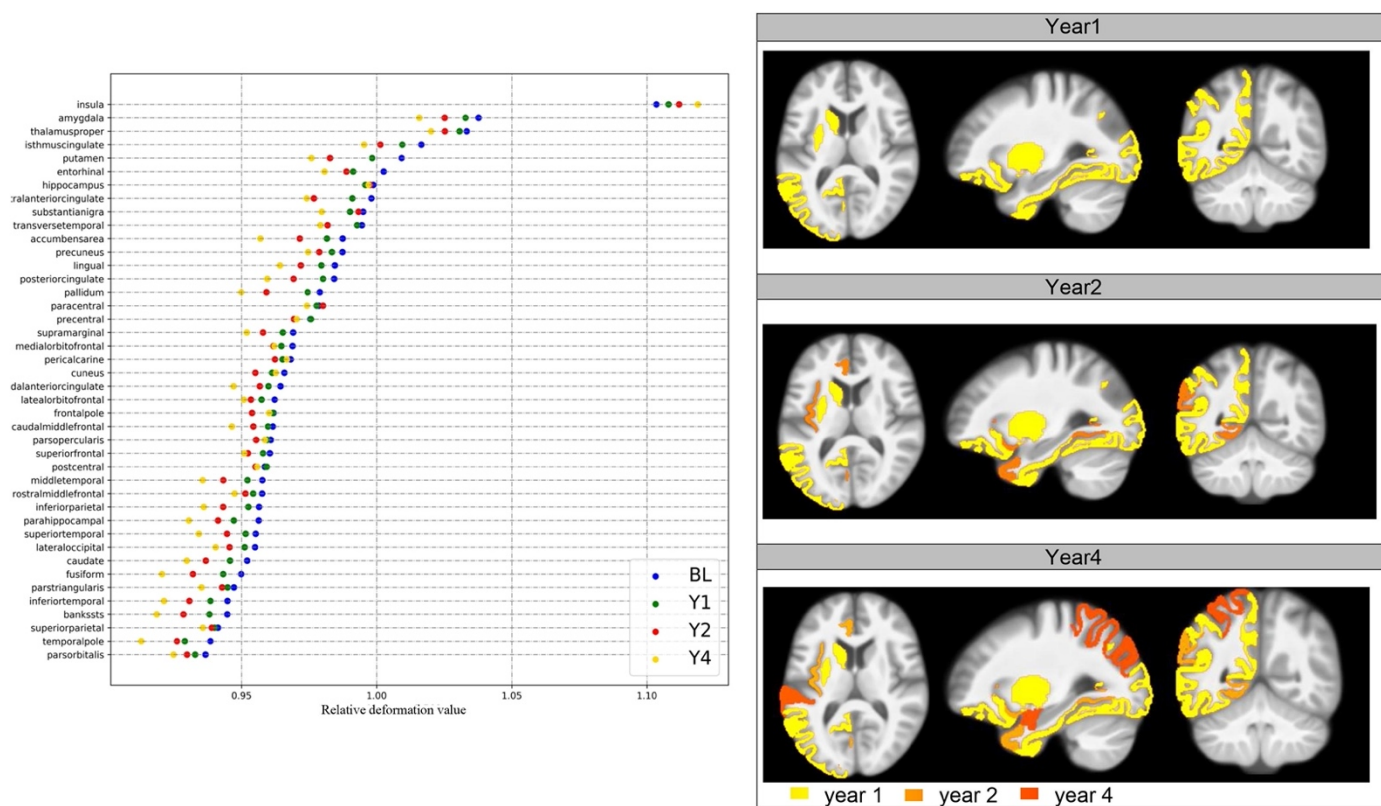 insula
amygdala
thalamusproper
isthmuscingulate
putamen
entorhinal
hippocampus
:ralanteriorcingulate
substantianigra
transversetemporal
accumbensarea
precuneus
lingual
posteriorcingulate
pallidum
paracentral
precentral
supramarginal
medialorbitofrontal
pericalcarine
cuneus
dalanteriorcingulate
latealorbitofrontal
frontalpole
caudalmiddlefrontal
parsopercularis
superiorfrontal
postcentral
middletemporal
rostralmiddlefrontal
inferiorparietal
parahippocampal
superiortemporal
lateraloccipital
caudate
fusiform
parstriangularis
inferiortemporal
bankssts
superiorparietal
temporalpole
parsorbitalis
BL
Y1
Y2
Y4
0.95 1.00 1.05 1.10
Relative deformation value
Year1
Year2
Year4
year 1 year 2 year 4